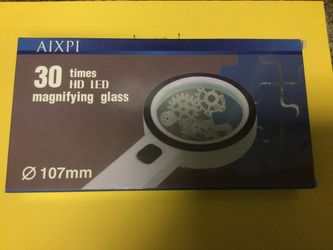 AIXPI
30 times
HD LED
magnifying glass
Ø 107mm